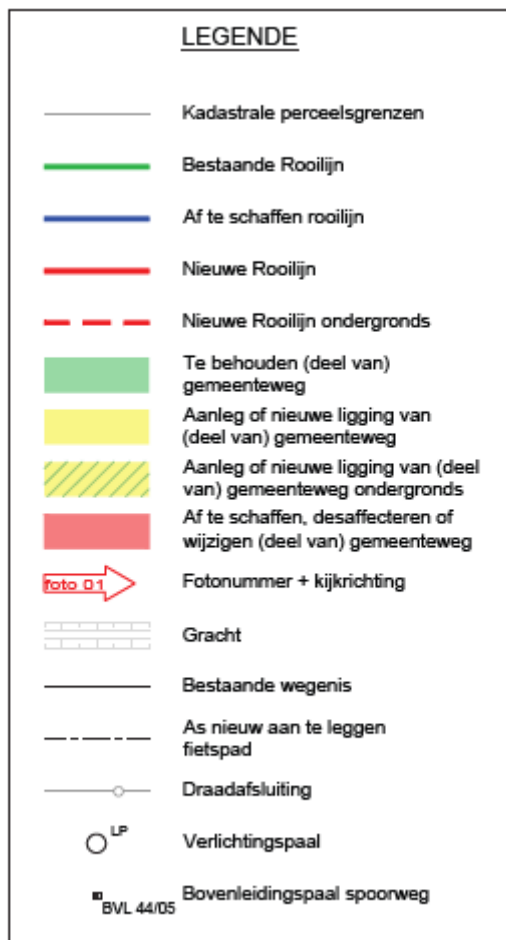 LEGENDE
Kadastrale perceelsgrenzen
Bestaande Rooilijn
Af te schaffen rooilijn
Nieuwe Rooilijn
Nieuwe Rooilijn ondergronds
Te behouden (deel van)
gemeenteweg
Aanleg of nieuwe ligging van
(deel van) gemeenteweg
Aanleg of nieuwe ligging van (deel
van) gemeenteweg ondergronds
Af te schaffen, desaffecteren of
wijzigen (deel van) gemeenteweg
foto 01 Fotonummer + kijkrichting
Gracht
Bestaande wegenis
As nieuw aan te leggen
fietspad
Draadafsluiting
LP Verlichtingspaal
BVL 44/05 Bovenleidingspaal spoorweg